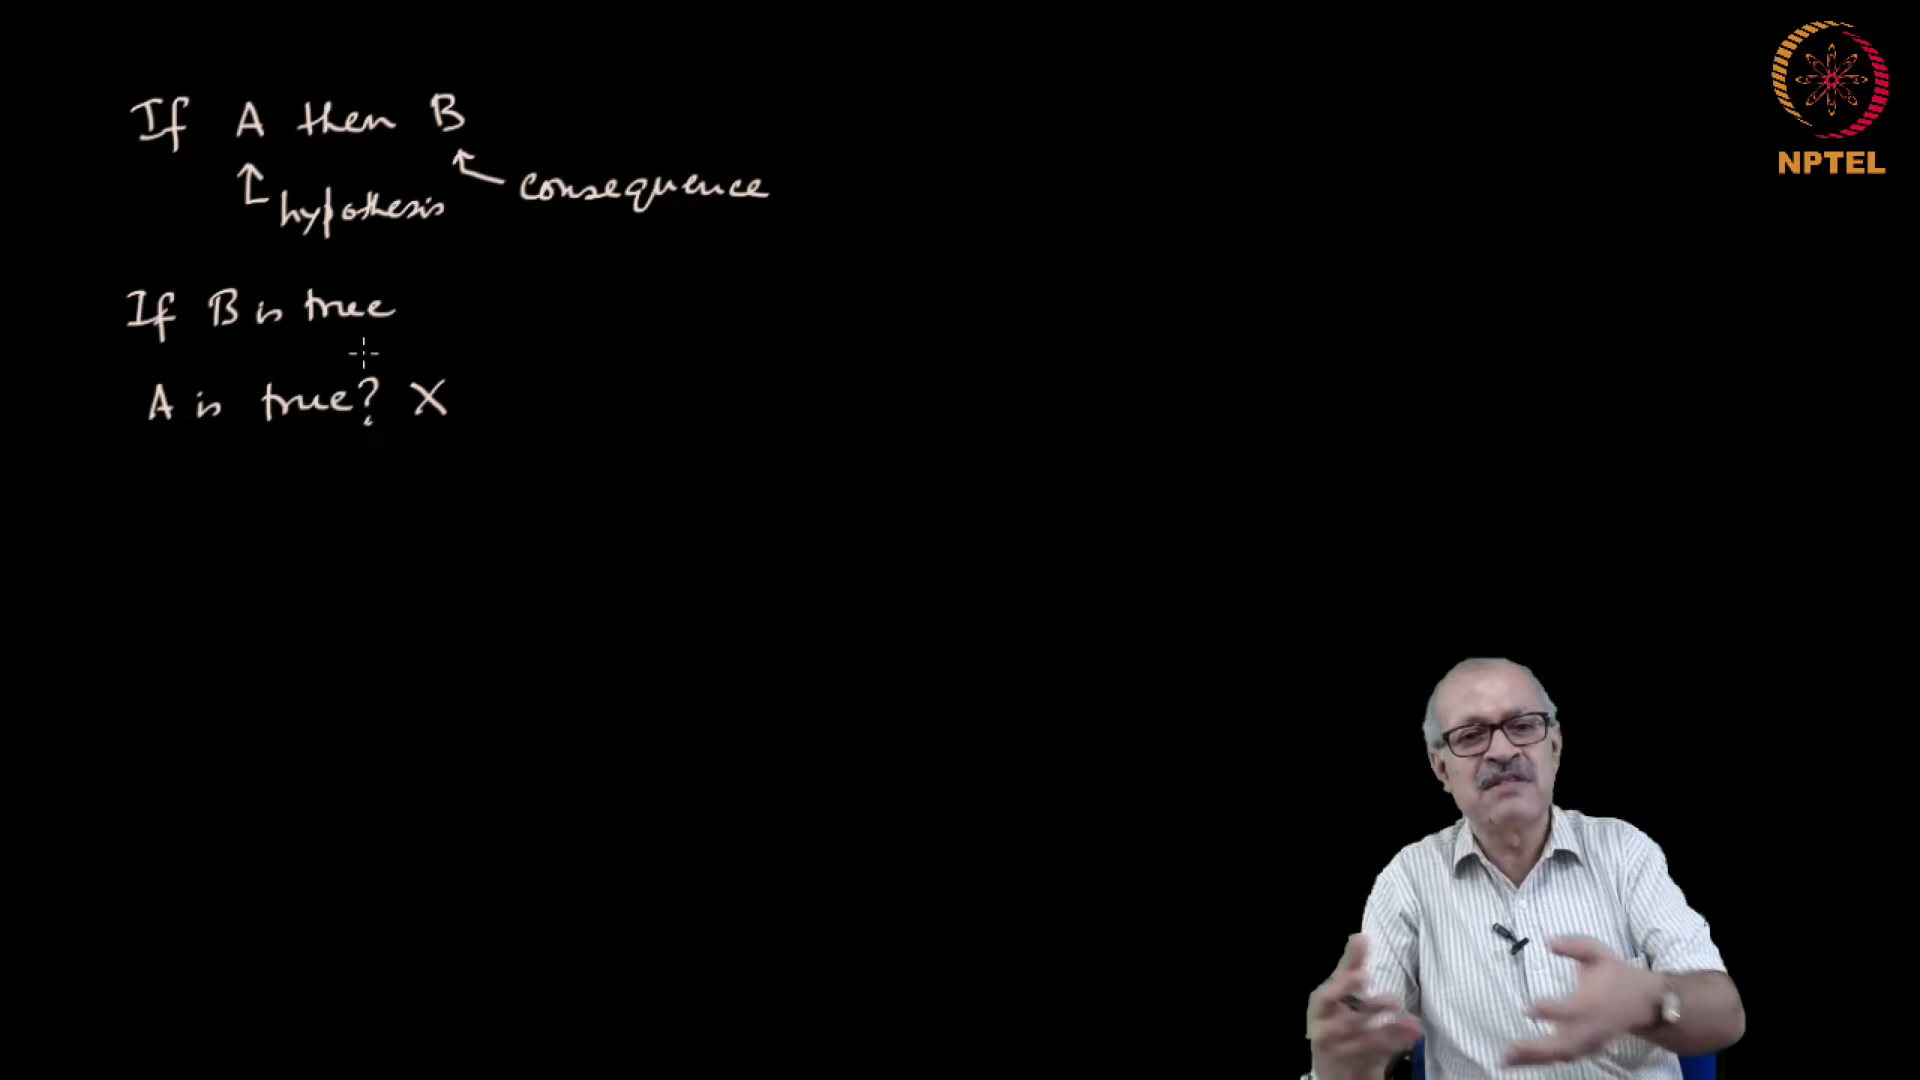 If A then B
hypothesis
consequence
If B is true
A is true? X
NPTEL